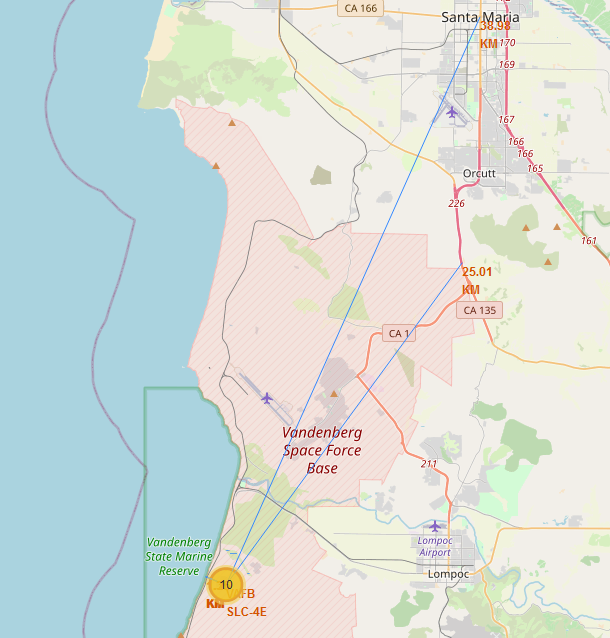 CA 166
Santa Maria
38.98
KM
170
169
167
166
166
165
Orcutt
226
161
25.01
KM
CA 135
CA 1
Vandenberg
Space Force
Base
211
Vandenberg
State Marine
Reserve
Lompoc
Airport
Lompoc
10
KM
SLC-4E